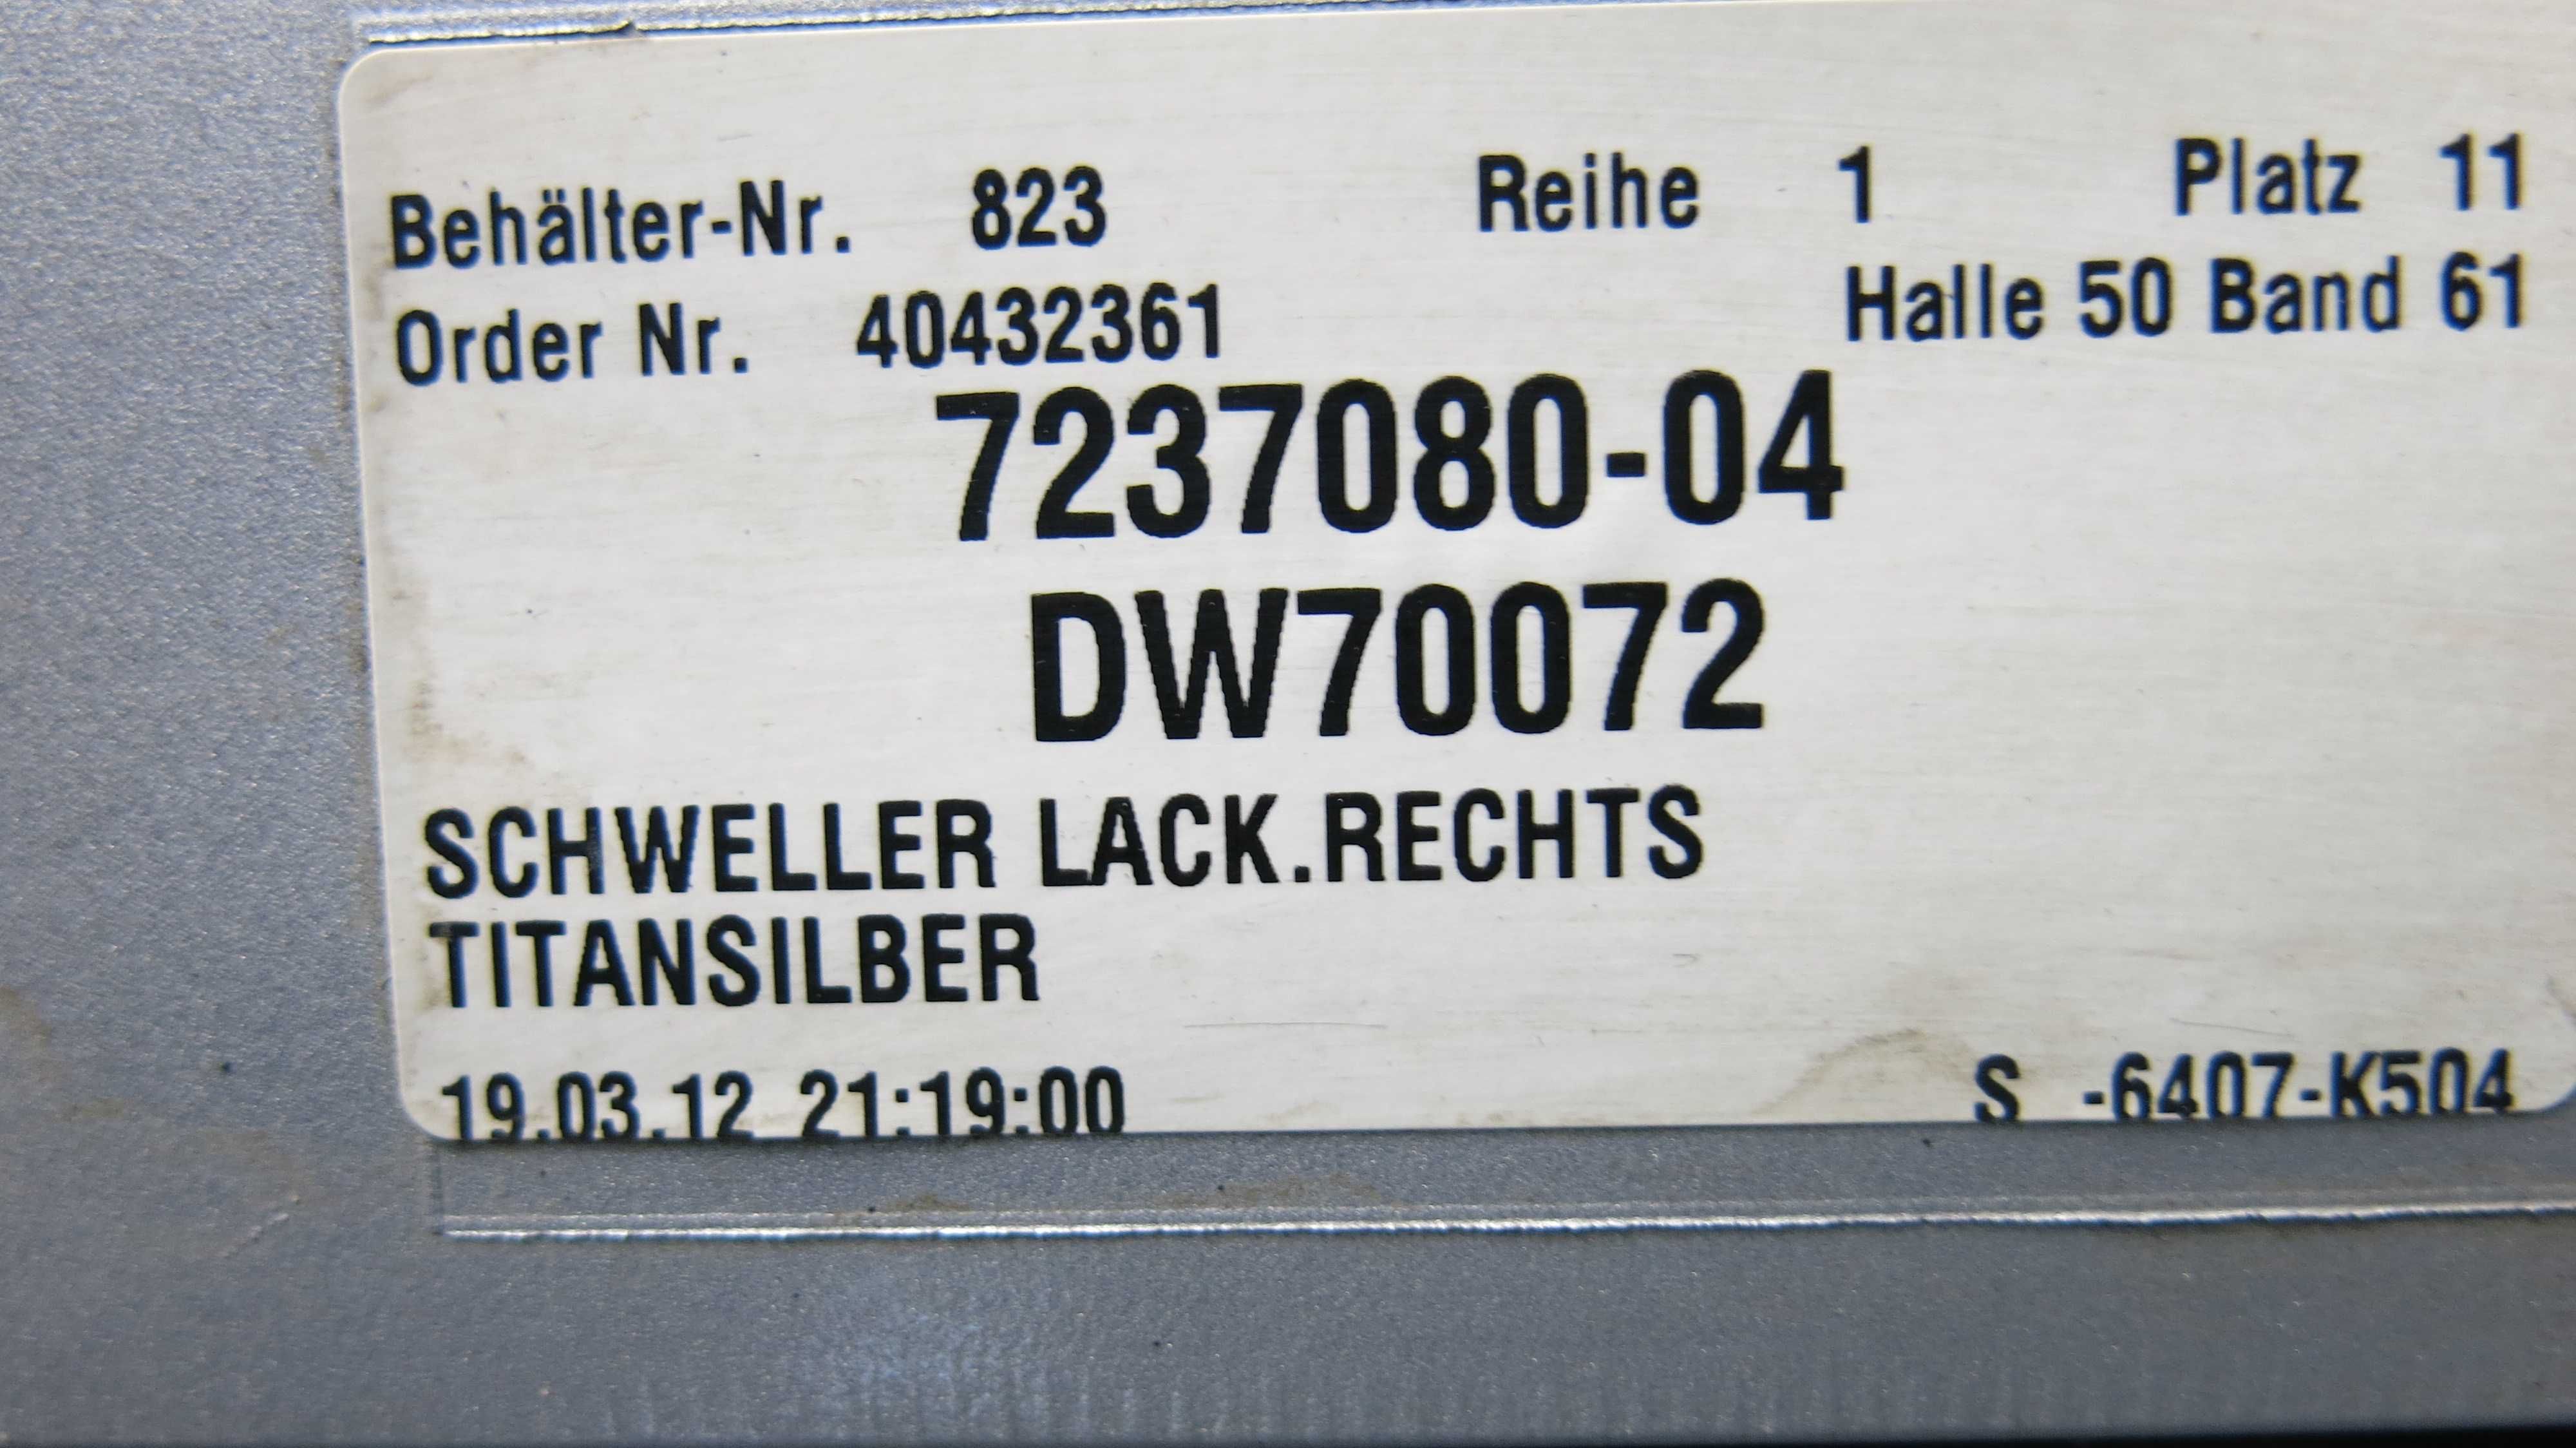 Behälter-Nr. 823 Reihe 1 Platz 11
Order Nr. 40432361 Halle 50 Band 61
7237080-04
DW70072
SCHWELLER LACK.RECHTS
TITANSILBER
19.03.12 21:19:00 S -6407-K504